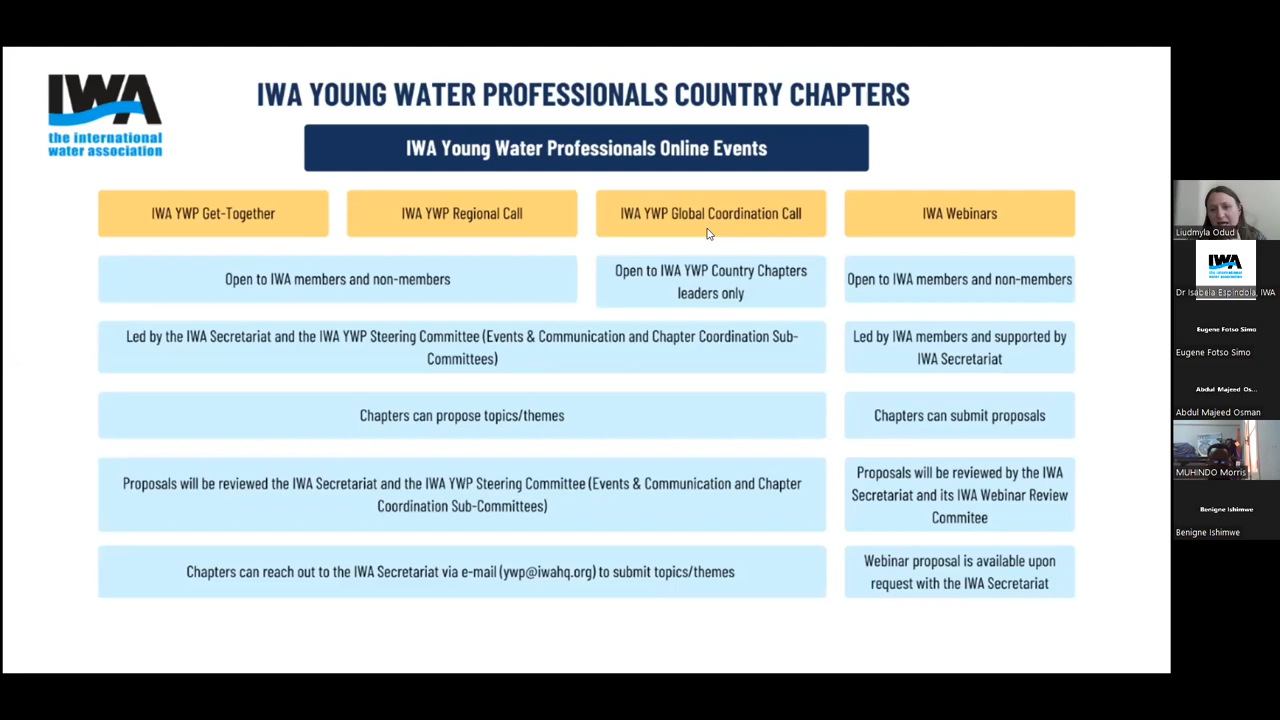 IWA
the international
water association
IWA YOUNG WATER PROFESSIONALS COUNTRY CHAPTERS
IWA Young Water Professionals Online Events
IWA YWP Get-Together
IWA YWP Regional Call
IWA YWP Global Coordination Call
IWA Webinars
Open to IWA members and non-members
Open to IWA YWP Country Chapters
leaders only
Open to IWA members and non-members
Led by the IWA Secretariat and the IWA YWP Steering Committee (Events & Communication and Chapter Coordination Sub-
Committees)
Led by IWA members and supported by
IWA Secretariat
Chapters can propose topics/themes
Chapters can submit proposals
Proposals will be reviewed the IWA Secretariat and the IWA YWP Steering Committee (Events & Communication and Chapter
Coordination Sub-Committees)
Proposals will be reviewed by the IWA
Secretariat and its IWA Webinar Review
Commitee
Chapters can reach out to the IWA Secretariat via e-mail (ywp@iwahq.org) to submit topics/themes
Webinar proposal is available upon
request with the IWA Secretariat
Liudmyla Odud
IWA
Dr Isabela Espindola, IWA
Eugene Fotso Simo
Eugene Fotso Simo
Abdul Majeed Os...
Abdul Majeed Osman
MUHINDO Morris
Benigne Ishimwe
Benigne Ishimwe